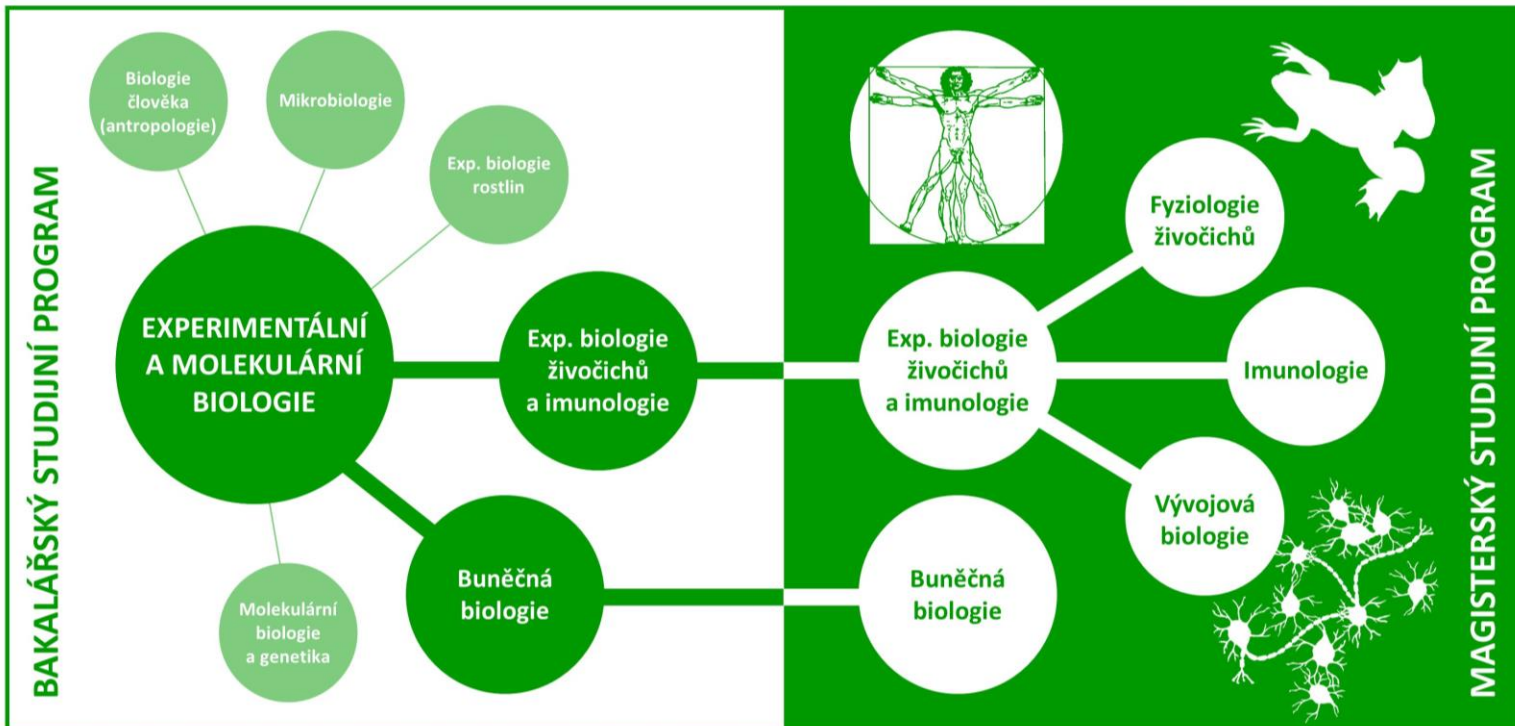 BAKALÁŘSKÝ STUDIJNÍ PROGRAM
Biologie
člověka
(antropologie)
Mikrobiologie
Exp. biologie
rostlin
EXPERIMENTÁLNÍ
A MOLEKULÁRNÍ
BIOLOGIE
Exp. biologie
živočichů
a imunologie
Buněčná
biologie
Molekulární
biologie
a genetika
Exp. biologie
živočichů
a imunologie
Buněčná
biologie
Fyziologie
živočichů
Imunologie
Vývojová
biologie
MAGISTERSKÝ STUDIJNÍ PROGRAM